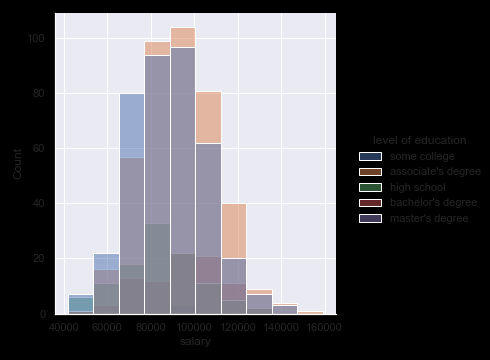 100
80
60
40
20
0
Count
40000 60000 80000 100000 120000 140000 160000
salary
level of education
some college
associate's degree
high school
bachelor's degree
master's degree